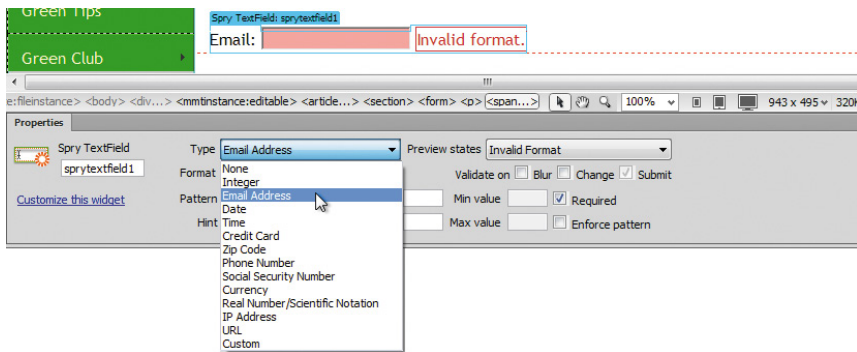 Green Tips
Spry TextField: sprytextfield1
Email:
Invalid format.
Green Club
e:fileinstance> <body> <div...> <mmtinstance:editable> <article...> <section> <form> <p> <span...>
100%
943 x 495
320K
Properties
Spry TextField
sprytextfield1
Customize this widget
Type
Email Address
Preview states
Invalid Format
Format
Validate on
Blur
Change
Submit
Pattern
Min value
Required
Hint
Max value
Enforce pattern
None
Integer
Email Address
Date
Time
Credit Card
Zip Code
Phone Number
Social Security Number
Currency
Real Number/Scientific Notation
IP Address
URL
Custom